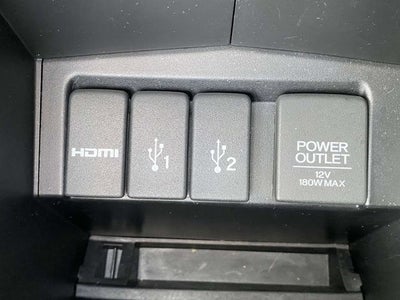 HDMI
1
2
POWER
OUTLET
12V
180W MAX